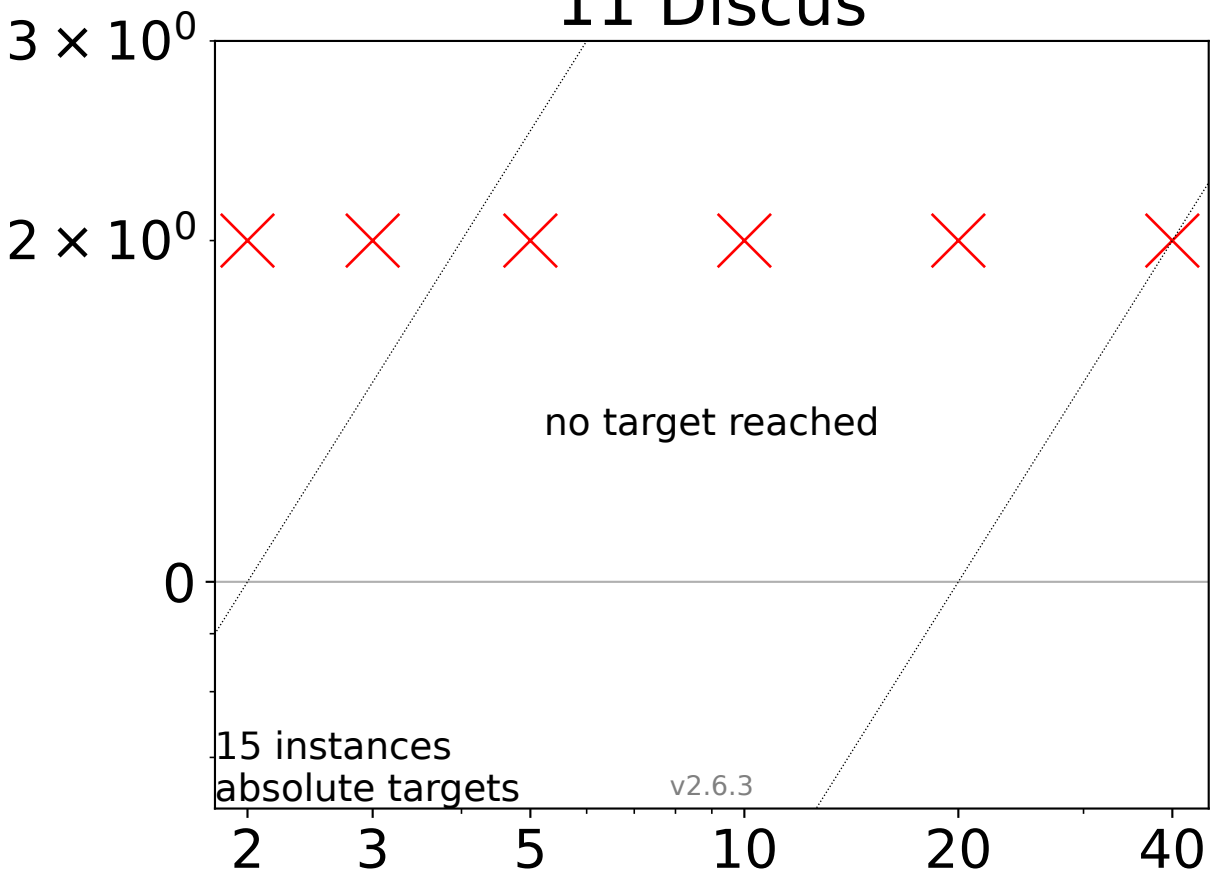 11 Discus
3 × 10⁰
2 × 10⁰
no target reached
0
15 instances
absolute targets
v2.6.3
2 3 5 10 20 40